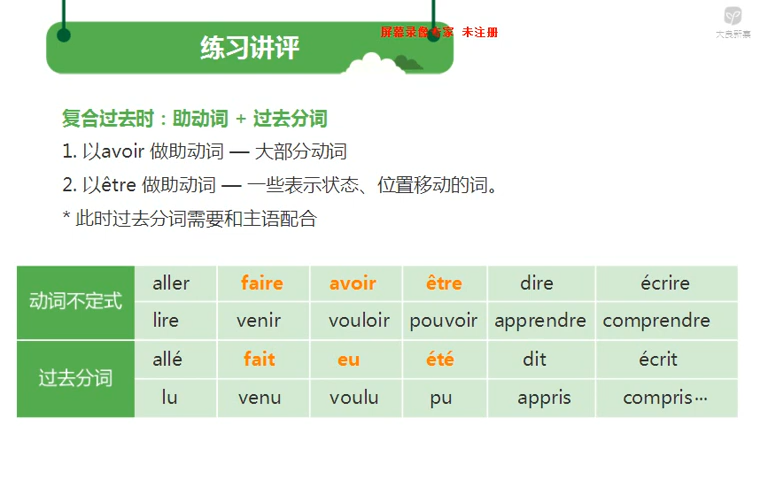 屏幕录像专家 未注册
大良新幕
练习讲评
复合过去时：助动词 + 过去分词
1. 以avoir 做助动词 — 大部分动词
2. 以être 做助动词 — 一些表示状态、位置移动的词。
* 此时过去分词需要和主语配合
动词不定式
aller faire avoir être dire écrire
lire venir vouloir pouvoir apprendre comprendre
过去分词
allé fait eu été dit écrit
lu venu voulu pu appris compris···